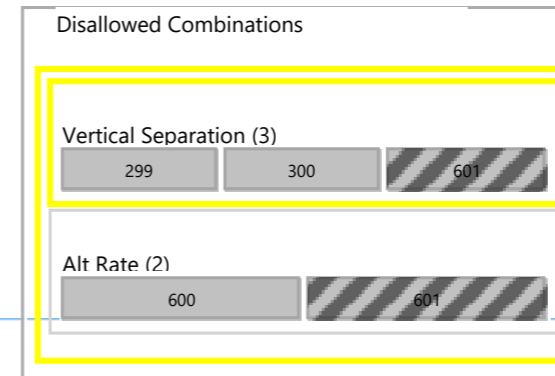 Disallowed Combinations
Vertical Separation (3)
299 300 601
Alt Rate (2)
600 601